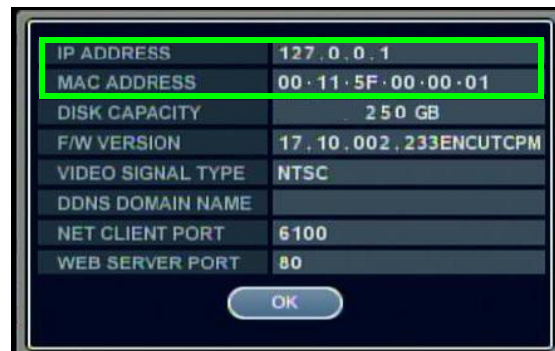 IP ADDRESS 127.0.0.1
MAC ADDRESS 00·11·5F·00·00·01
DISK CAPACITY 250 GB
F/W VERSION 17.10.002.233ENCUTCPM
VIDEO SIGNAL TYPE NTSC
DDNS DOMAIN NAME
NET CLIENT PORT 6100
WEB SERVER PORT 80
OK